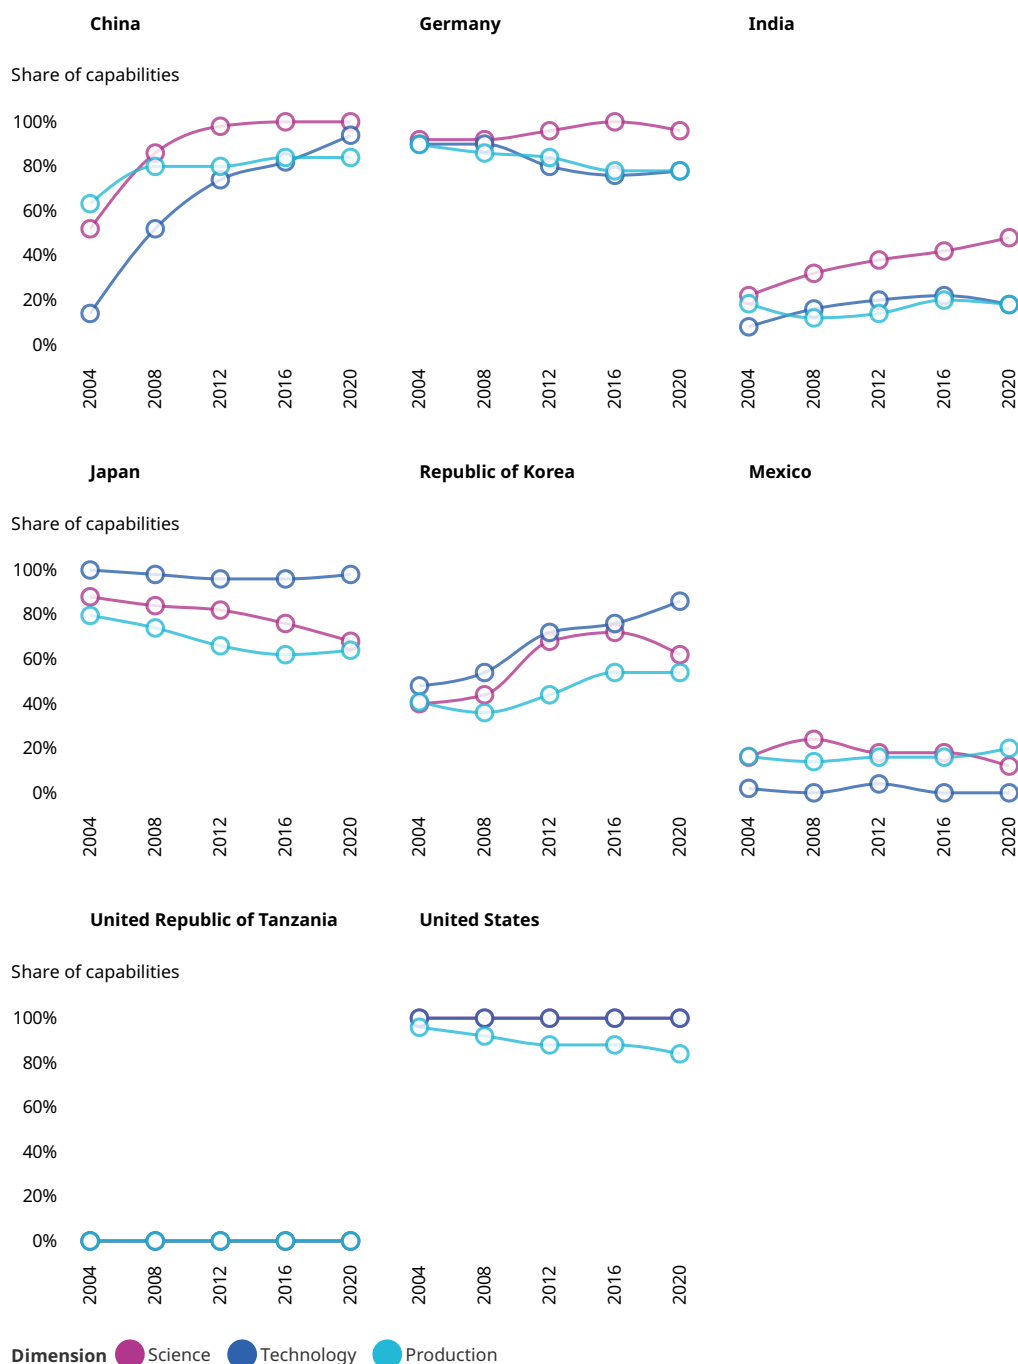 China Germany India
Share of capabilities
100%
80%
60%
40%
20%
0%
2004 2008 2012 2016 2020 2004 2008 2012 2016 2020 2004 2008 2012 2016 2020
Japan Republic of Korea Mexico
Share of capabilities
100%
80%
60%
40%
20%
0%
2004 2008 2012 2016 2020 2004 2008 2012 2016 2020 2004 2008 2012 2016 2020
United Republic of Tanzania United States
Share of capabilities
100%
80%
60%
40%
20%
0%
2004 2008 2012 2016 2020 2004 2008 2012 2016 2020
Dimension Science Technology Production